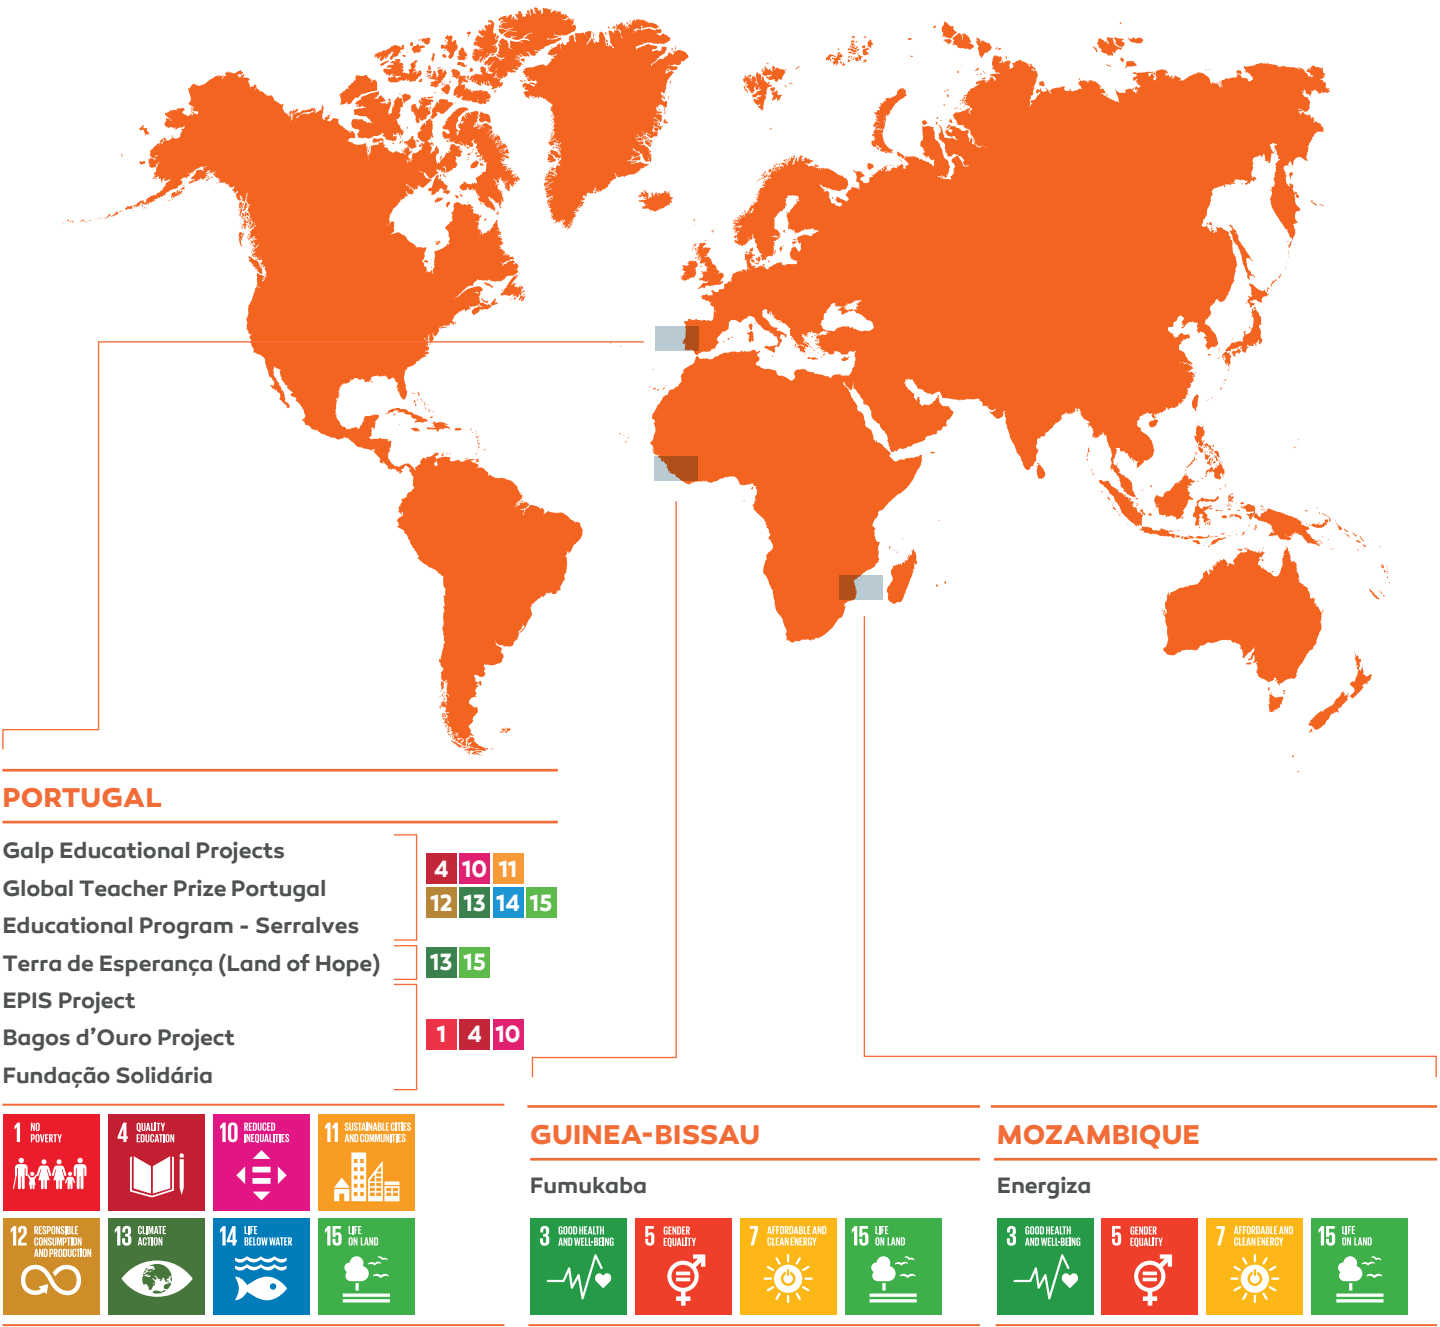 PORTUGAL
Galp Educational Projects
Global Teacher Prize Portugal
Educational Program - Serralves
4 10 11
12 13 14 15
Terra de Esperança (Land of Hope)
13 15
EPIS Project
Bagos d’Ouro Project
Fundação Solidária
1 4 10
1 NO
POVERTY
4 QUALITY
EDUCATION
10 REDUCED
INEQUALITIES
11 SUSTAINABLE CITIES
AND COMMUNITIES
12 RESPONSIBLE
CONSUMPTION
AND PRODUCTION
13 CLIMATE
ACTION
14 LIFE
BELOW WATER
15 LIFE
ON LAND
GUINEA-BISSAU
Fumukaba
3 GOOD HEALTH
AND WELL-BEING
5 GENDER
EQUALITY
7 AFFORDABLE AND
CLEAN ENERGY
15 LIFE
ON LAND
MOZAMBIQUE
Energiza
3 GOOD HEALTH
AND WELL-BEING
5 GENDER
EQUALITY
7 AFFORDABLE AND
CLEAN ENERGY
15 LIFE
ON LAND